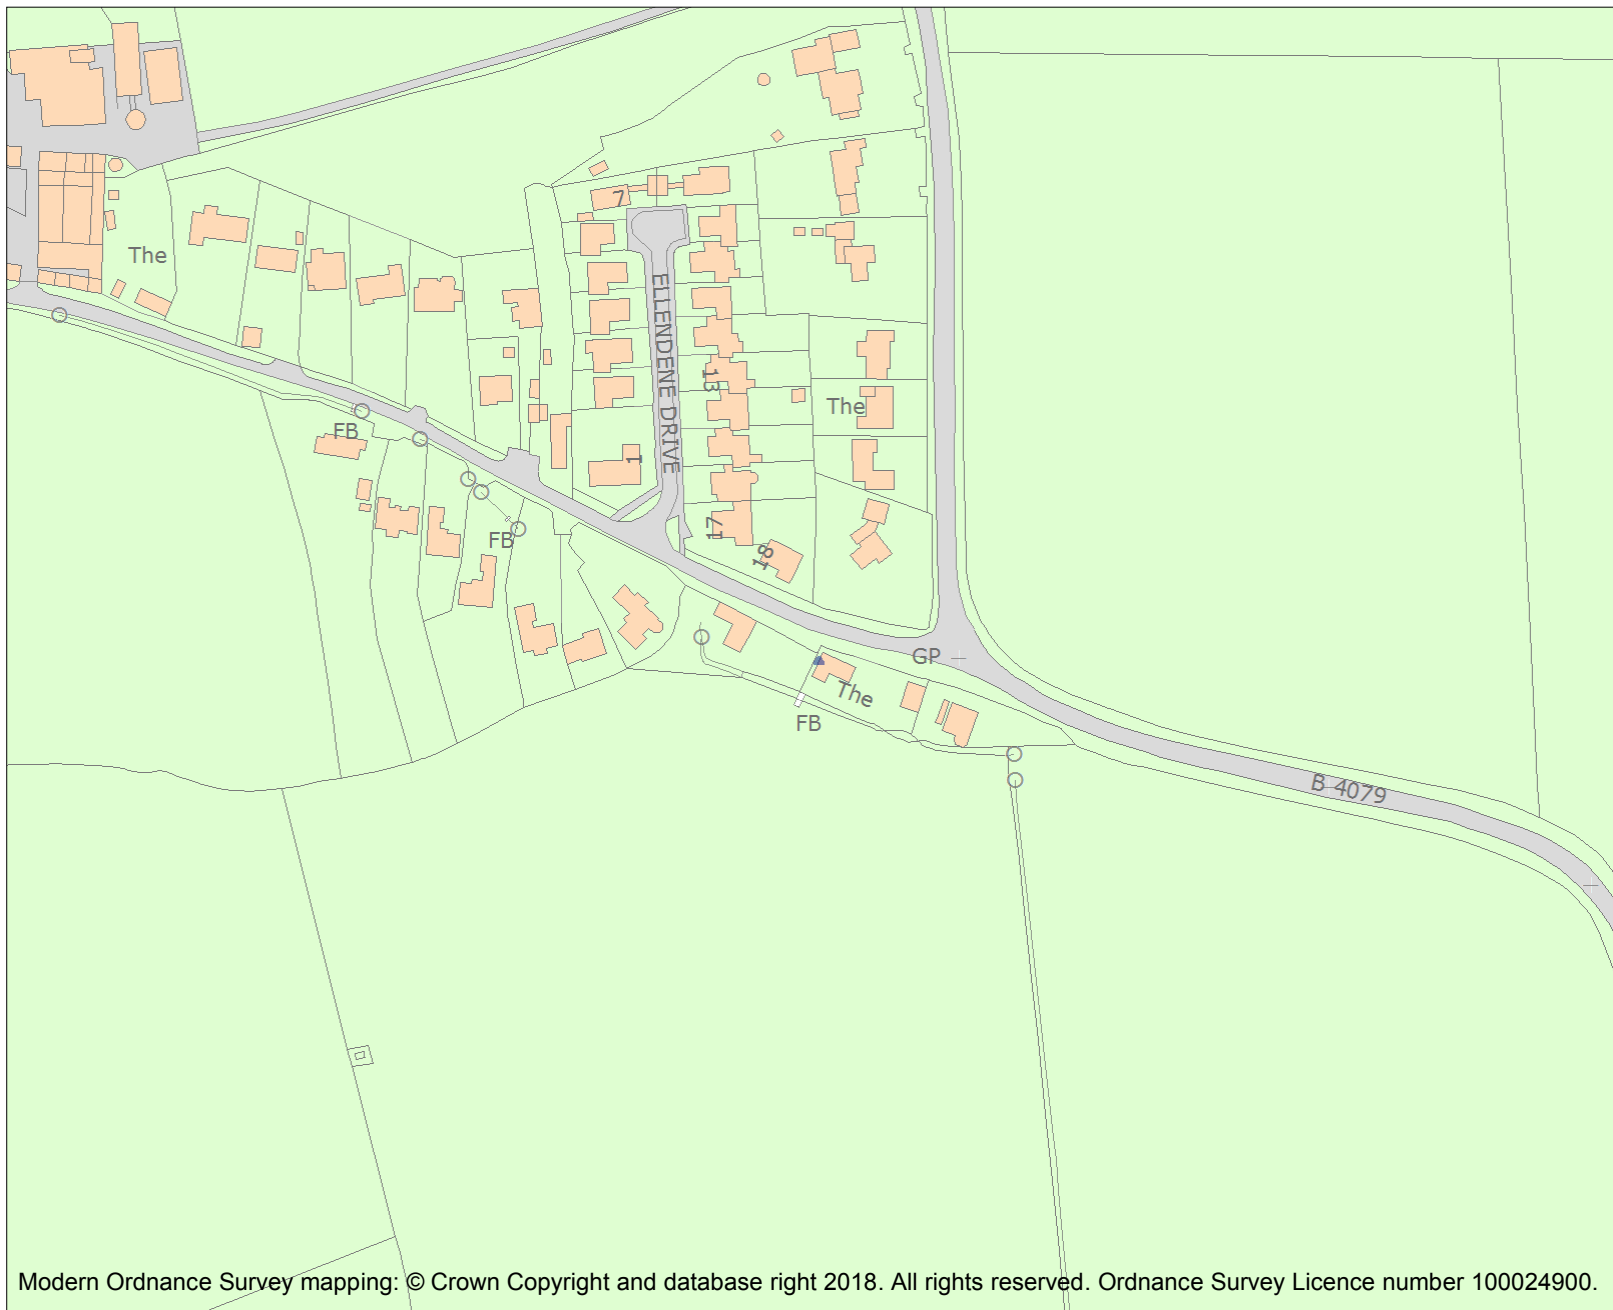 7
The
ELLENDENE DRIVE
13
The
FB
1
17
FB
18
GP
The
FB
B 4079
Modern Ordnance Survey mapping: © Crown Copyright and database right 2018. All rights reserved. Ordnance Survey Licence number 100024900.